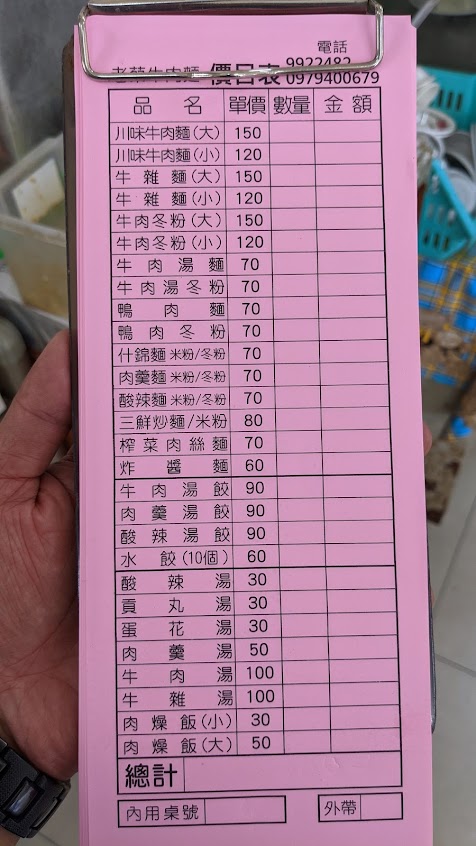 電話
價目表 9922482
0979400679
品名 單價 數量 金額
川味牛肉麵(大) 150
川味牛肉麵(小) 120
牛雜麵(大) 150
牛雜麵(小) 120
牛肉冬粉(大) 150
牛肉冬粉(小) 120
牛肉湯麵 70
牛肉湯冬粉 70
鴨肉麵 70
鴨肉冬粉 70
什錦麵 米粉/冬粉 70
肉羹麵 米粉/冬粉 70
酸辣麵 米粉/冬粉 70
三鮮炒麵/米粉 80
榨菜肉絲麵 70
炸醬麵 60
牛肉湯餃 90
肉羹湯餃 90
酸辣湯餃 90
水餃(10個) 60
酸辣湯 30
貢丸湯 30
蛋花湯 30
肉羹湯 50
牛肉湯 100
牛雜湯 100
肉燥飯(小) 30
肉燥飯(大) 50
總計
內用桌號 外帶